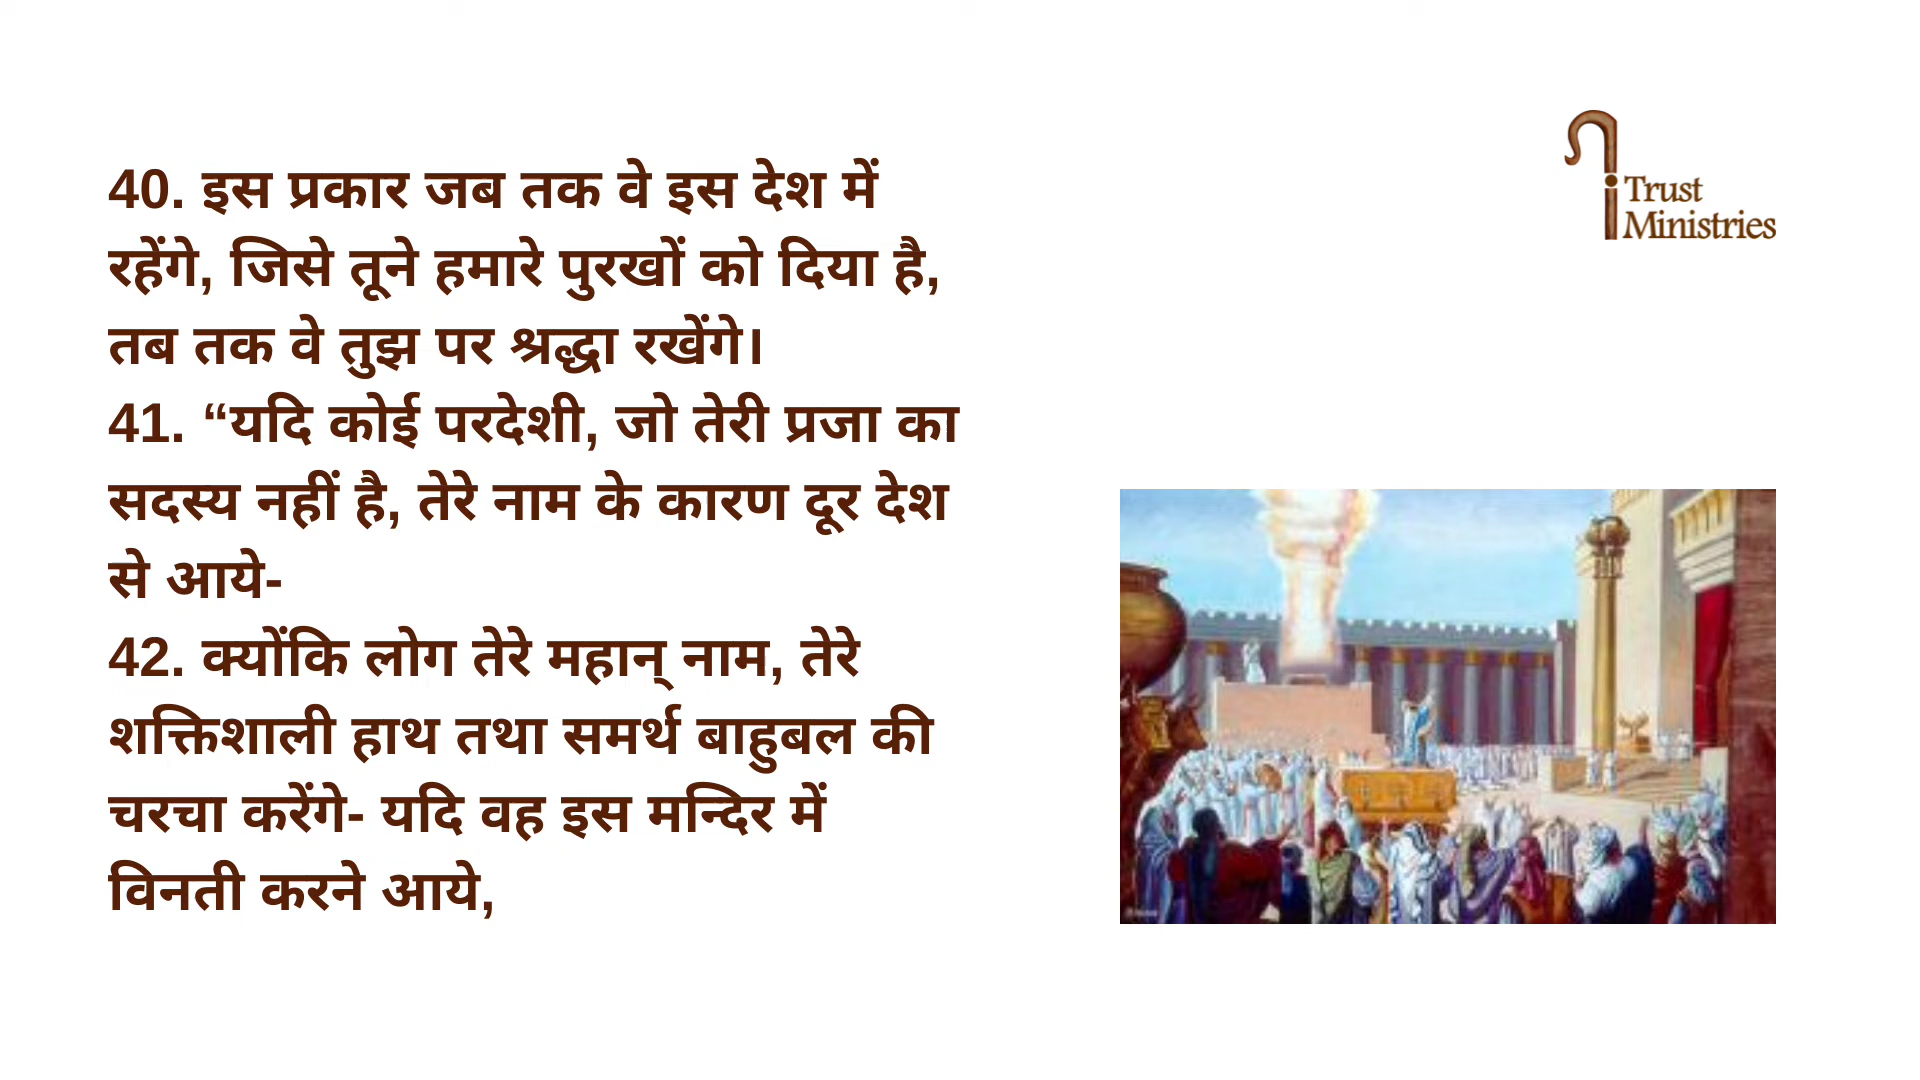 40. इस प्रकार जब तक वे इस देश में
रहेंगे, जिसे तूने हमारे पुरखों को दिया है,
तब तक वे तुझ पर श्रद्धा रखेंगे।
41. “यदि कोई परदेशी, जो तेरी प्रजा का
सदस्य नहीं है, तेरे नाम के कारण दूर देश
से आये-
42. क्योंकि लोग तेरे महान् नाम, तेरे
शक्तिशाली हाथ तथा समर्थ बाहुबल की
चरचा करेंगे- यदि वह इस मन्दिर में
विनती करने आये,
i Trust
Ministries